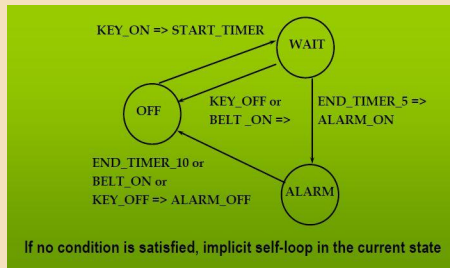 KEY_ON => START_TIMER
WAIT
OFF
KEY_OFF or
BELT _ON =>
END_TIMER_5 =>
ALARM_ON
END_TIMER_10 or
BELT_ON or
KEY_OFF => ALARM_OFF
ALARM
If no condition is satisfied, implicit self-loop in the current state